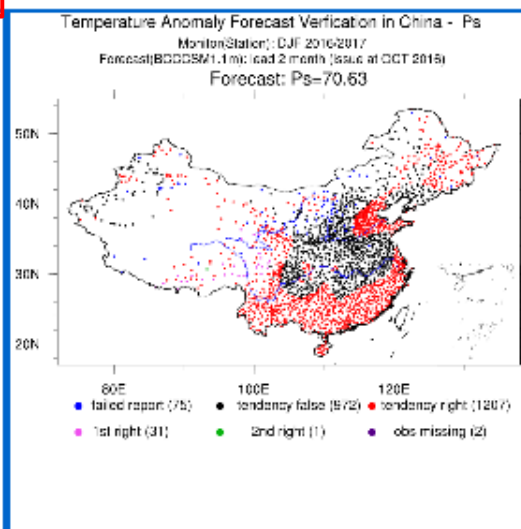 Temperature Anomaly Forecast Verfication in China - Ps
Monitor(Station): DJF 2016/2017
Forecast(BCCCSM1.1m): lead 2 month (Issue at OCT 2016)
Forecast: Ps=70.63
50N
40N
30N
20N
80E 100E 120E
failed report (75) tendency false (972) tendency right (1207)
1st right (31) 2nd right (1) obs missing (2)